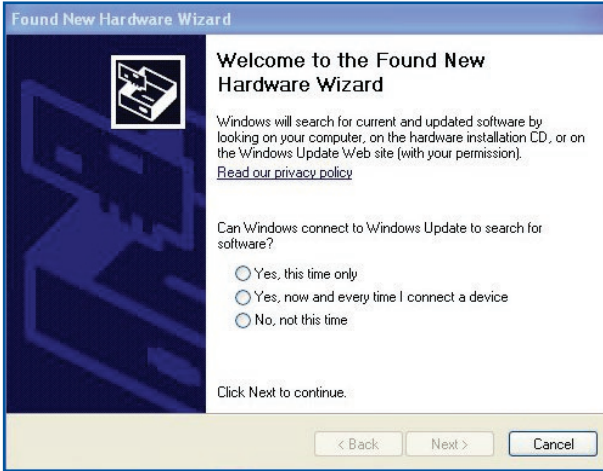 Found New Hardware Wizard
Welcome to the Found New
Hardware Wizard
Windows will search for current and updated software by
looking on your computer, on the hardware installation CD, or on
the Windows Update Web site (with your permission).
Read our privacy policy
Can Windows connect to Windows Update to search for
software?
Yes, this time only
Yes, now and every time I connect a device
No, not this time
Click Next to continue.
< Back Next > Cancel